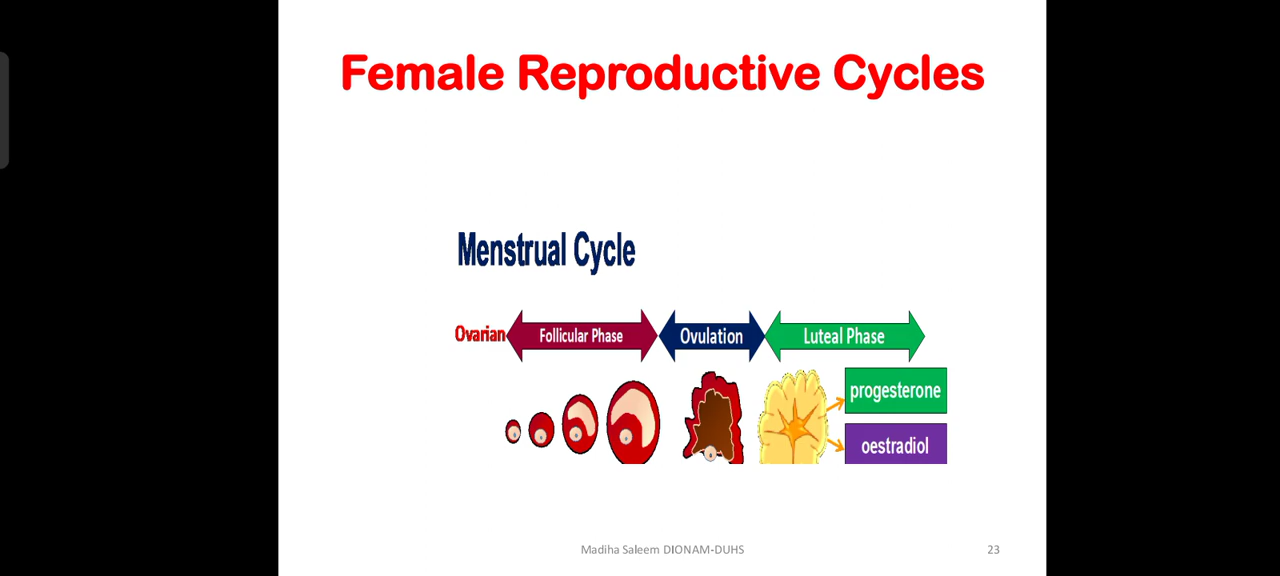 Female Reproductive Cycles
Menstrual Cycle
Ovarian Follicular Phase Ovulation Luteal Phase
progesterone
oestradiol
Madiha Saleem DIONAM-DUHS 23